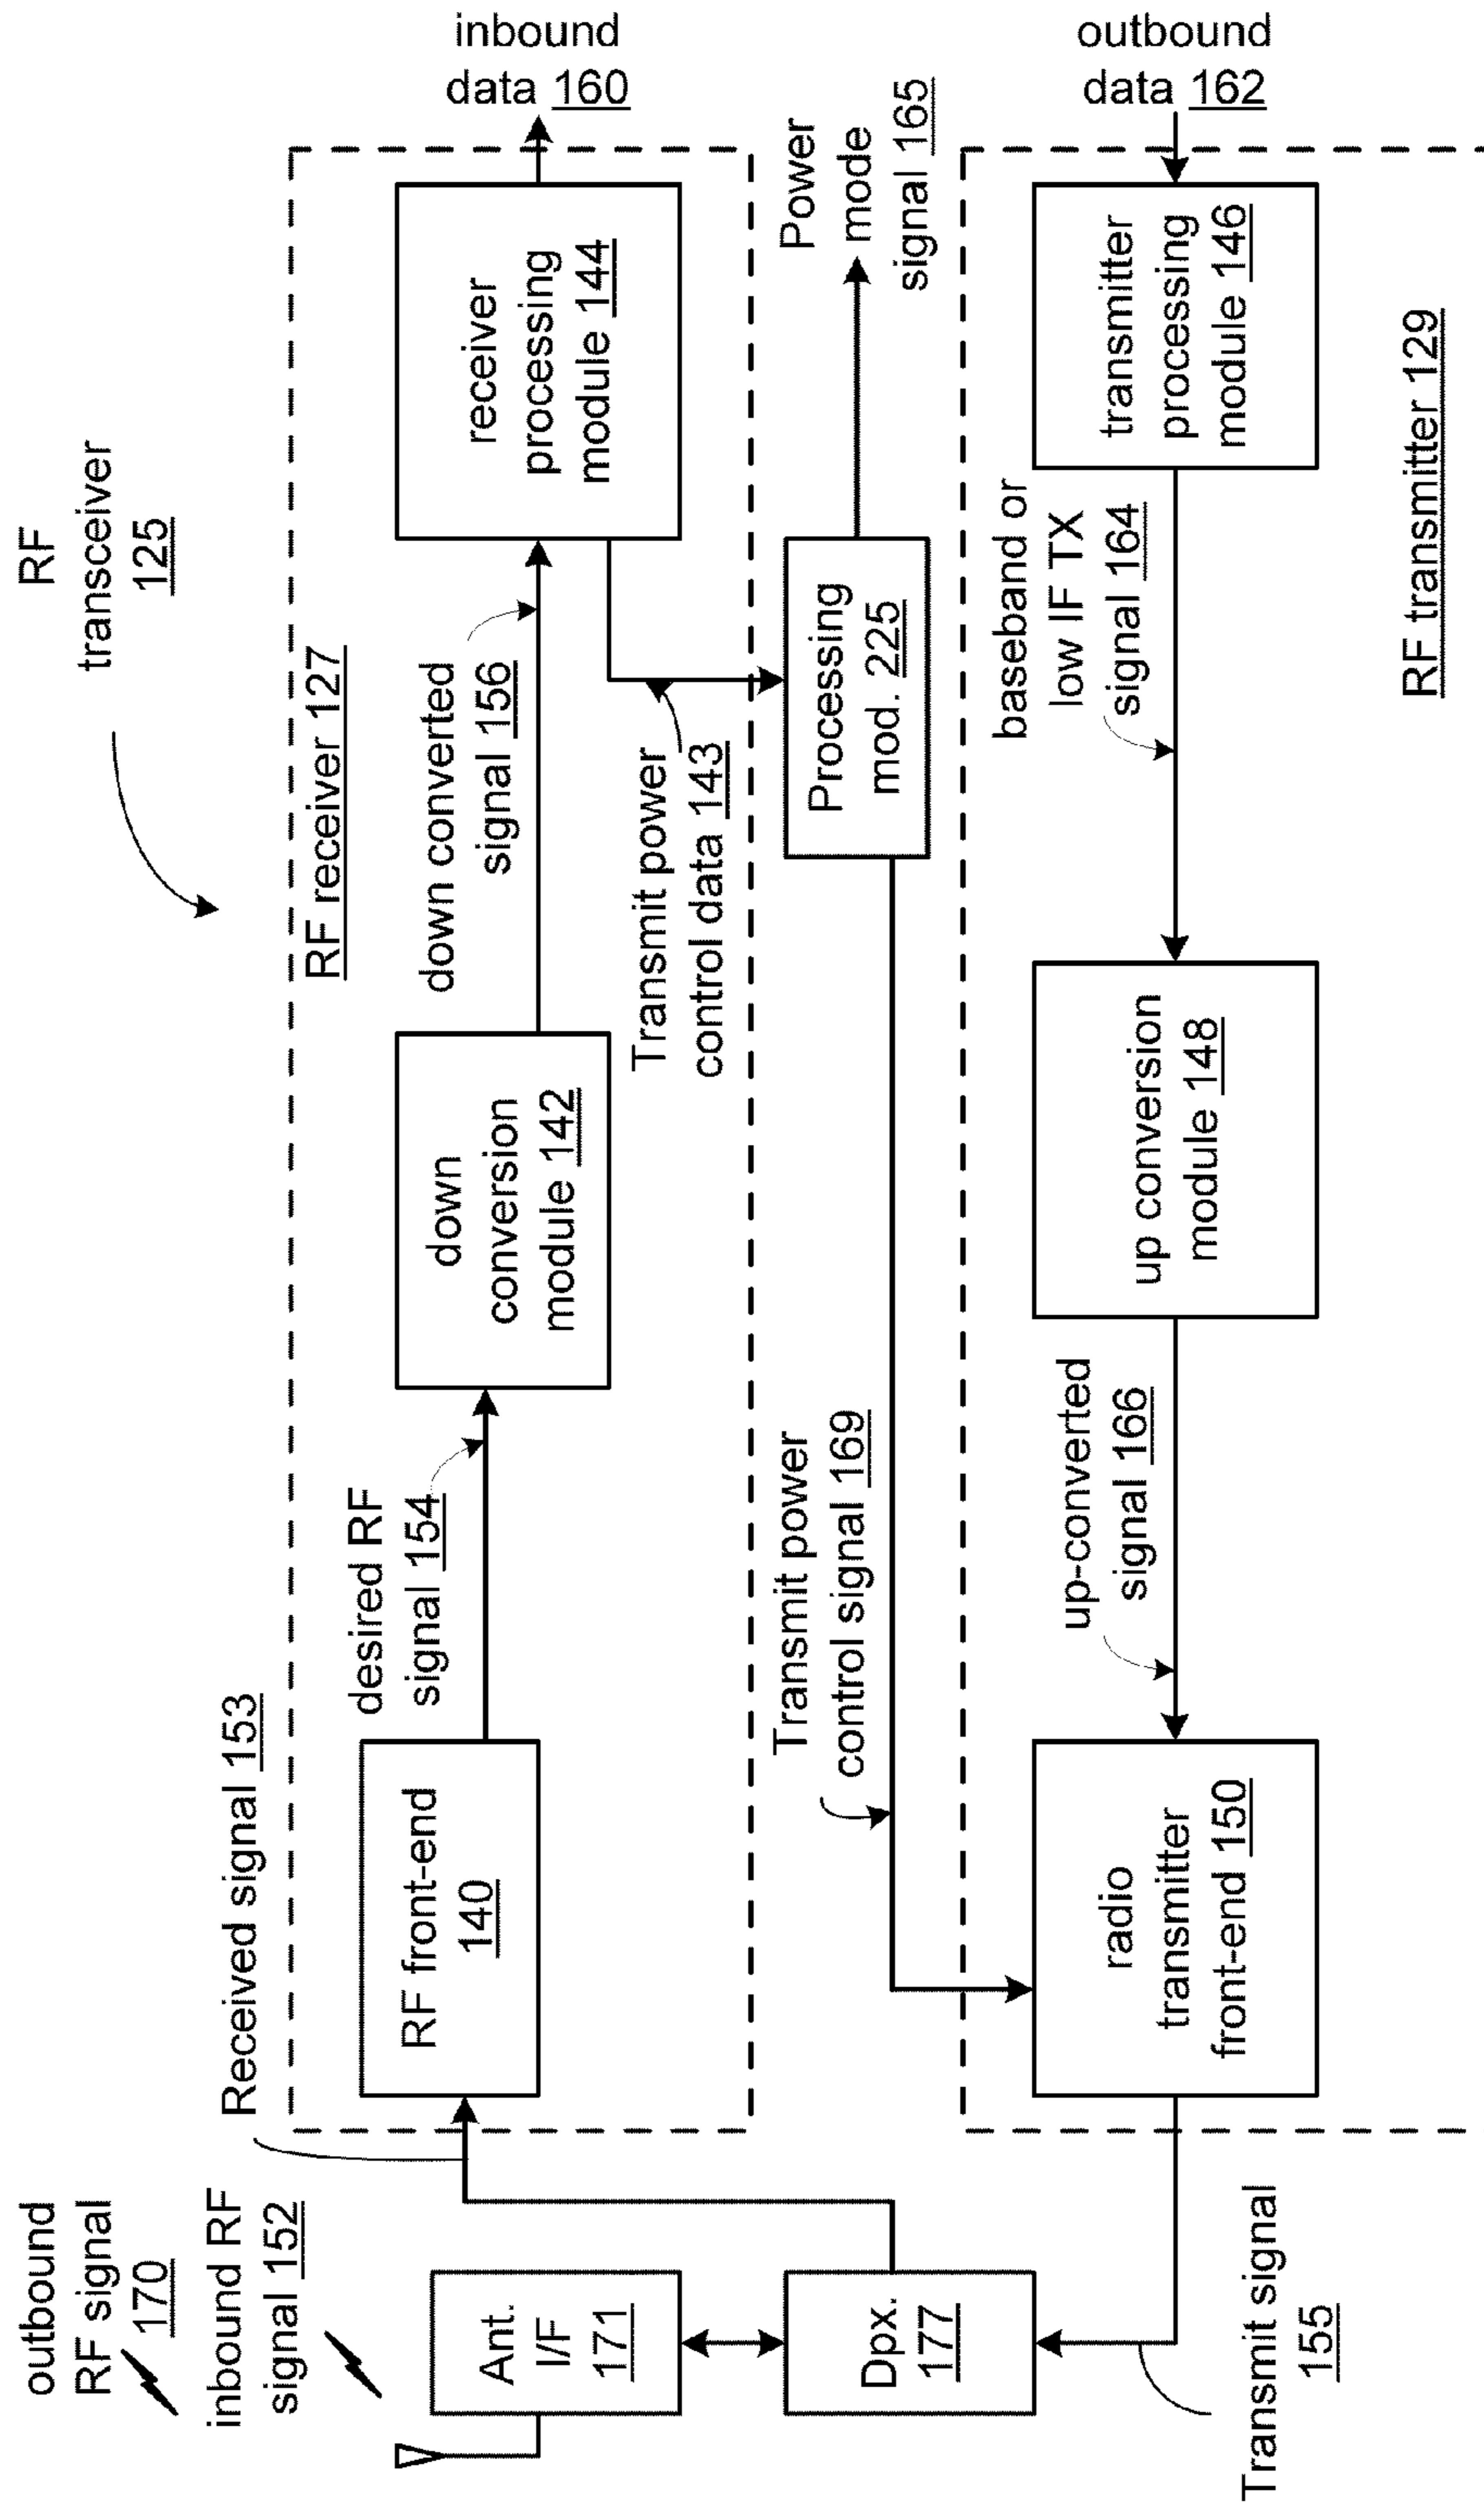 RF
transceiver
125
outbound
RF signal
170
inbound RF
signal 152
Received signal 153
RF receiver 127
Ant.
I/F
171
Dpx.
177
Transmit signal
155
RF front-end
140
desired RF
signal 154
down
conversion
module 142
down converted
signal 156
receiver
processing
module 144
inbound
data 160
Transmit power
control data 143
Transmit power
control signal 169
Processing
mod. 225
Power
mode
signal 165
radio
transmitter
front-end 150
up-converted
signal 166
up conversion
module 148
baseband or
low IF TX
signal 164
transmitter
processing
module 146
outbound
data 162
RF transmitter 129